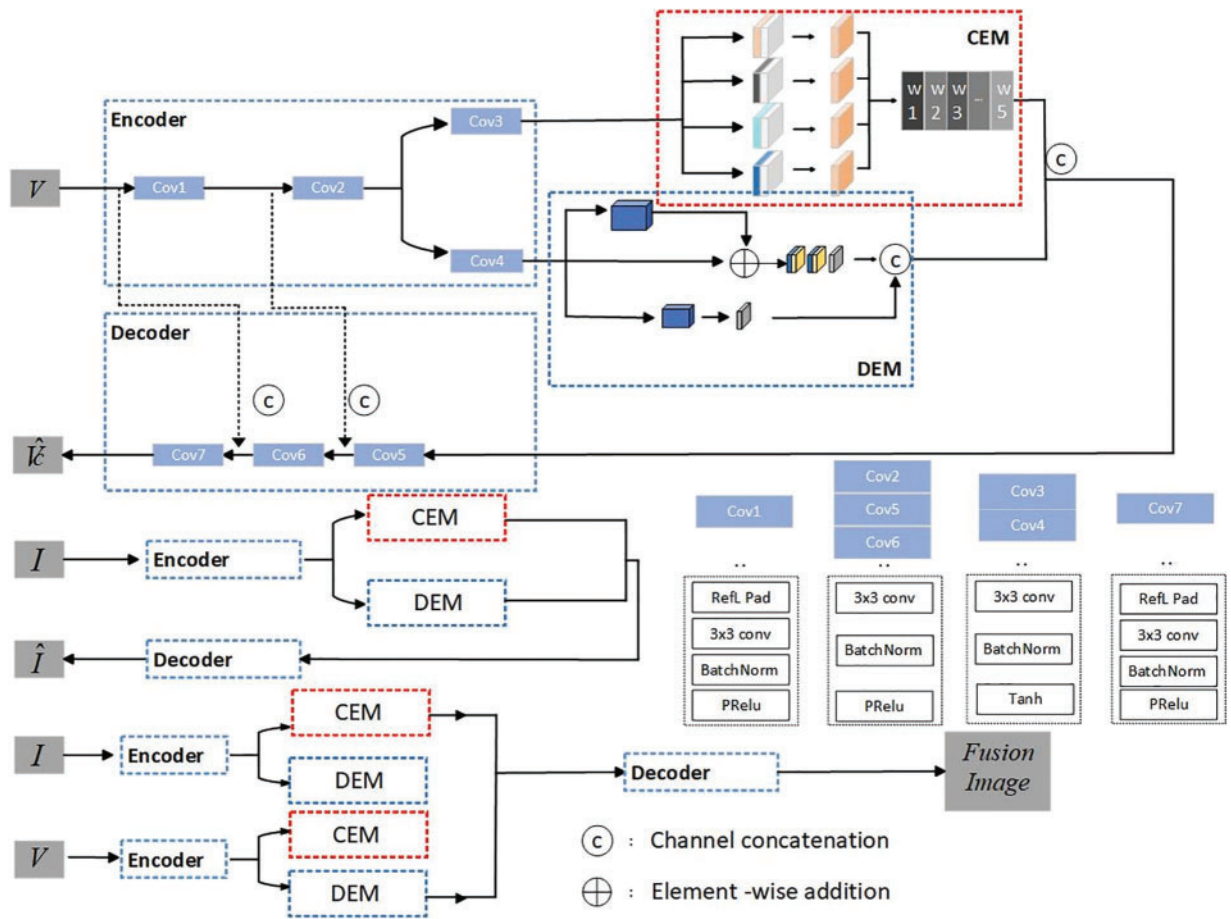 CEM
w w w – w
1 2 3 5
Encoder
Cov3
C
V
Cov1
Cov2
Cov4
C
DEM
Decoder
C
C
V̂c
Cov7
Cov6
Cov5
Cov2
Cov1
Cov5
Cov6
Cov3
Cov4
Cov7
I
Encoder
CEM
DEM
Î
Decoder
RefL Pad
3x3 conv
BatchNorm
PRelu
3x3 conv
BatchNorm
PRelu
3x3 conv
BatchNorm
Tanh
RefL Pad
3x3 conv
BatchNorm
PRelu
I
Encoder
CEM
DEM
V
Encoder
CEM
DEM
Decoder
Fusion
Image
C : Channel concatenation
⊕ : Element -wise addition